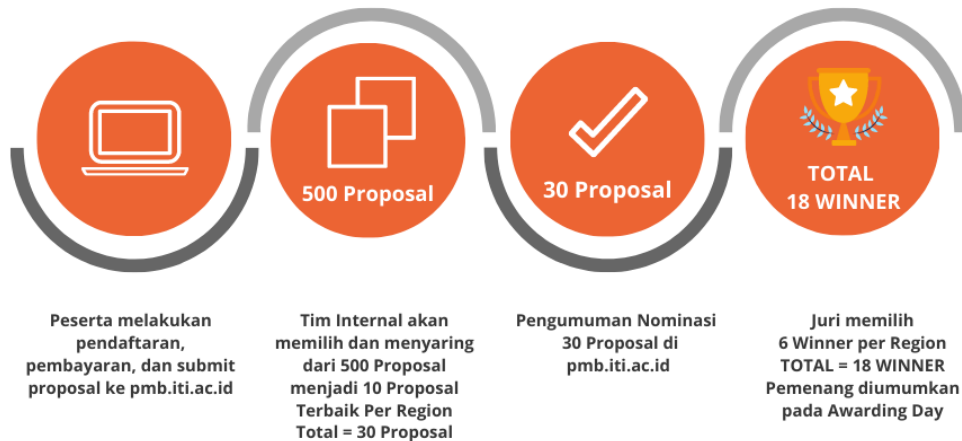 500 Proposal
30 Proposal
TOTAL
18 WINNER
Peserta melakukan
pendaftaran,
pembayaran, dan submit
proposal ke pmb.iti.ac.id
Tim Internal akan
memilih dan menyaring
dari 500 Proposal
menjadi 10 Proposal
Terbaik Per Region
Total = 30 Proposal
Pengumuman Nominasi
30 Proposal di
pmb.iti.ac.id
Juri memilih
6 Winner per Region
TOTAL = 18 WINNER
Pemenang diumumkan
pada Awarding Day